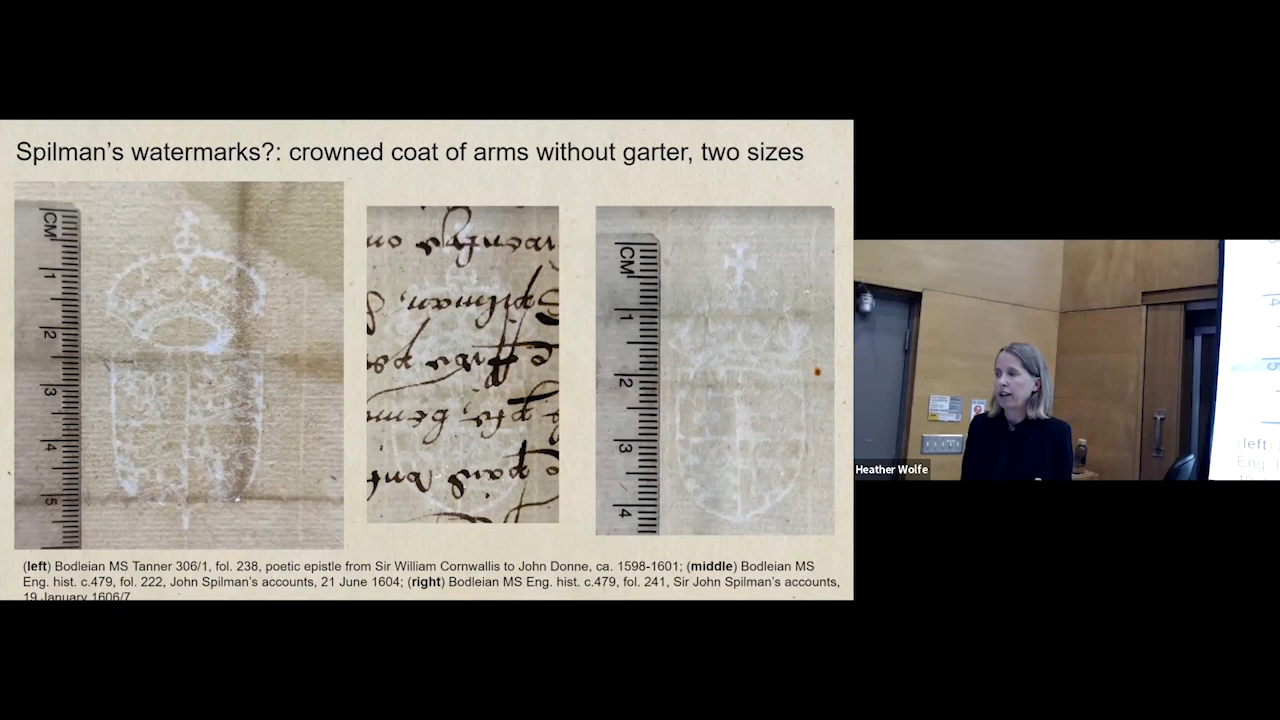 Spilman’s watermarks?: crowned coat of arms without garter, two sizes
CM
1
2
3
4
5
Spilman,
CM
1
2
3
4
(left) Bodleian MS Tanner 306/1, fol. 238, poetic epistle from Sir William Cornwallis to John Donne, ca. 1598-1601; (middle) Bodleian MS
Eng. hist. c.479, fol. 222, John Spilman’s accounts, 21 June 1604; (right) Bodleian MS Eng. hist. c.479, fol. 241, Sir John Spilman’s accounts,
19 January 1606/7
Heather Wolfe
(left
Eng.